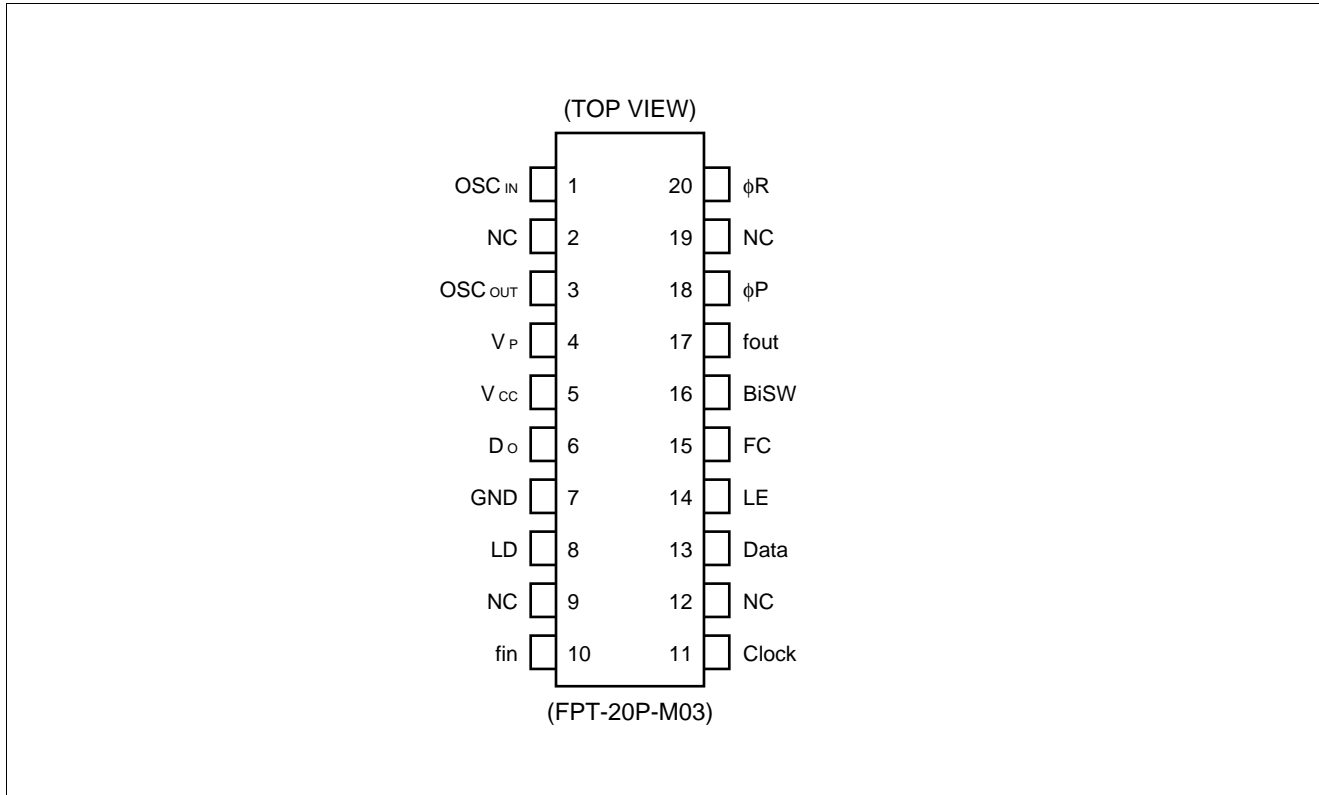 (TOP VIEW)
OSC IN 1 20 ϕR
NC 2 19 NC
OSC OUT 3 18 ϕP
V P 4 17 fout
V CC 5 16 BiSW
D O 6 15 FC
GND 7 14 LE
LD 8 13 Data
NC 9 12 NC
fin 10 11 Clock
(FPT-20P-M03)